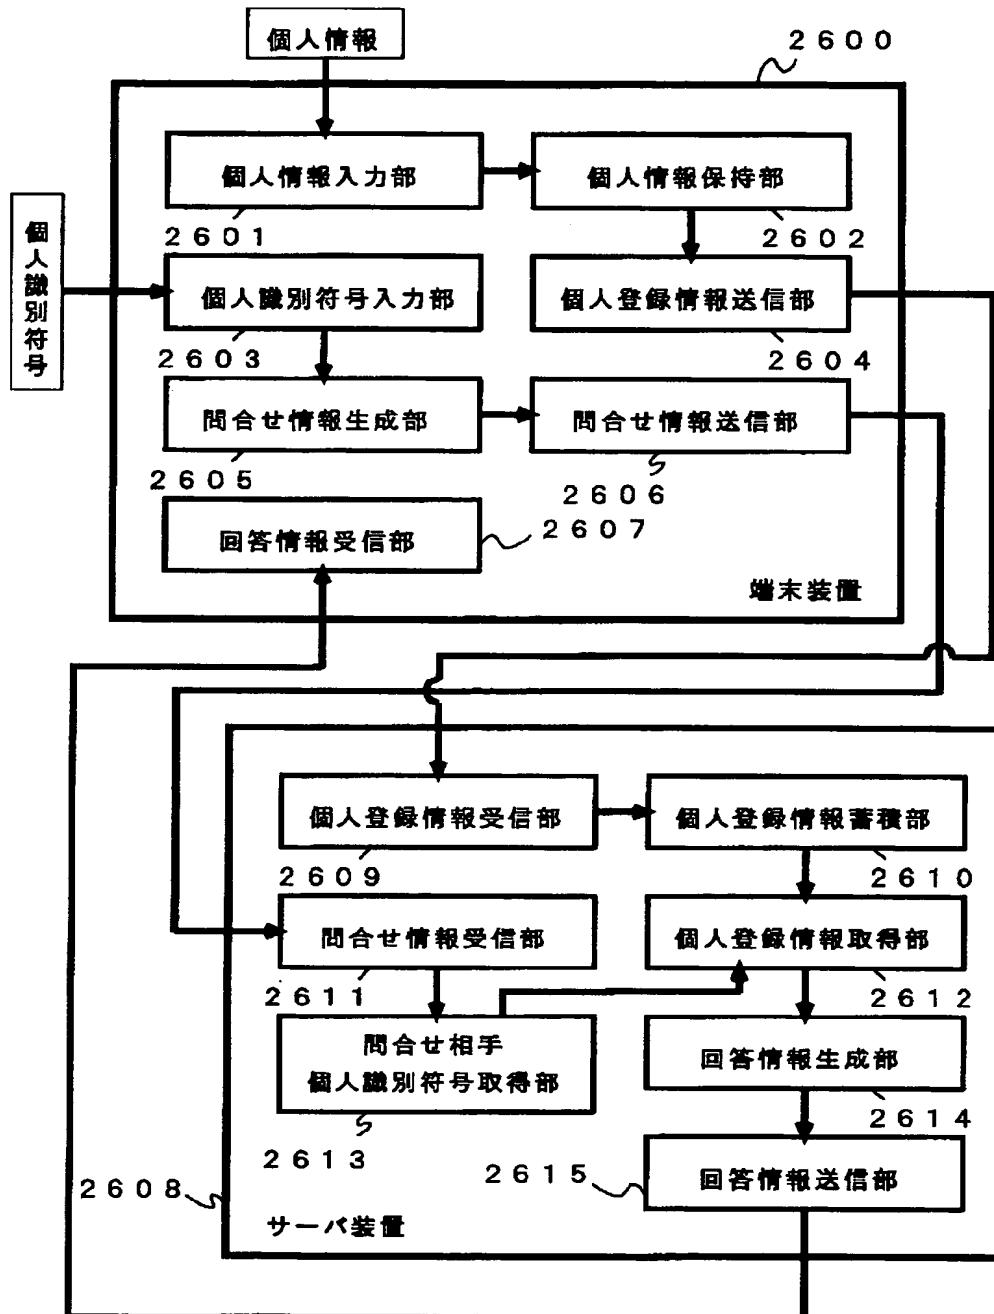 個人情報
２６００
個人情報入力部
個人情報保持部
２６０１
２６０２
個人識別符号
個人識別符号入力部
個人登録情報送信部
２６０３
２６０４
問合せ情報生成部
問合せ情報送信部
２６０５
２６０６
回答情報受信部
２６０７
端末装置
個人登録情報受信部
個人登録情報蓄積部
２６０９
２６１０
問合せ情報受信部
個人登録情報取得部
２６１１
２６１２
問合せ相手
個人識別符号取得部
回答情報生成部
２６１３
２６１４
２６１５
回答情報送信部
２６０８
サーバ装置